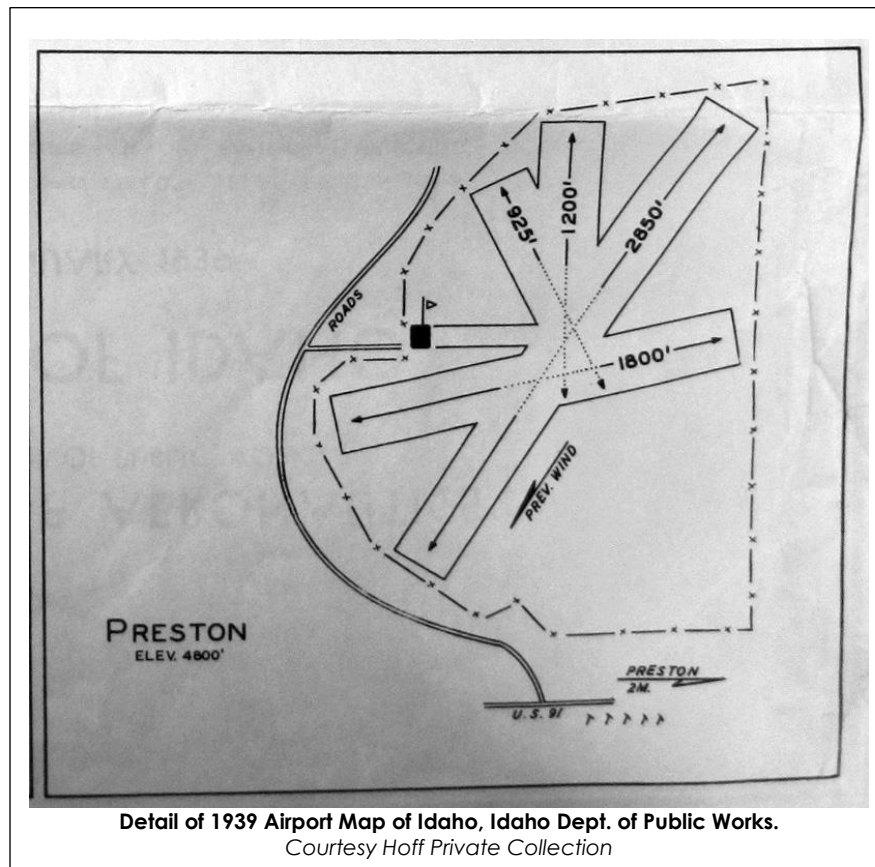 925'
1200'
2850'
ROADS
1800'
PREV. WIND
PRESTON
ELEV. 4800'
PRESTON
2M.
U.S. 91
Detail of 1939 Airport Map of Idaho, Idaho Dept. of Public Works.
Courtesy Hoff Private Collection